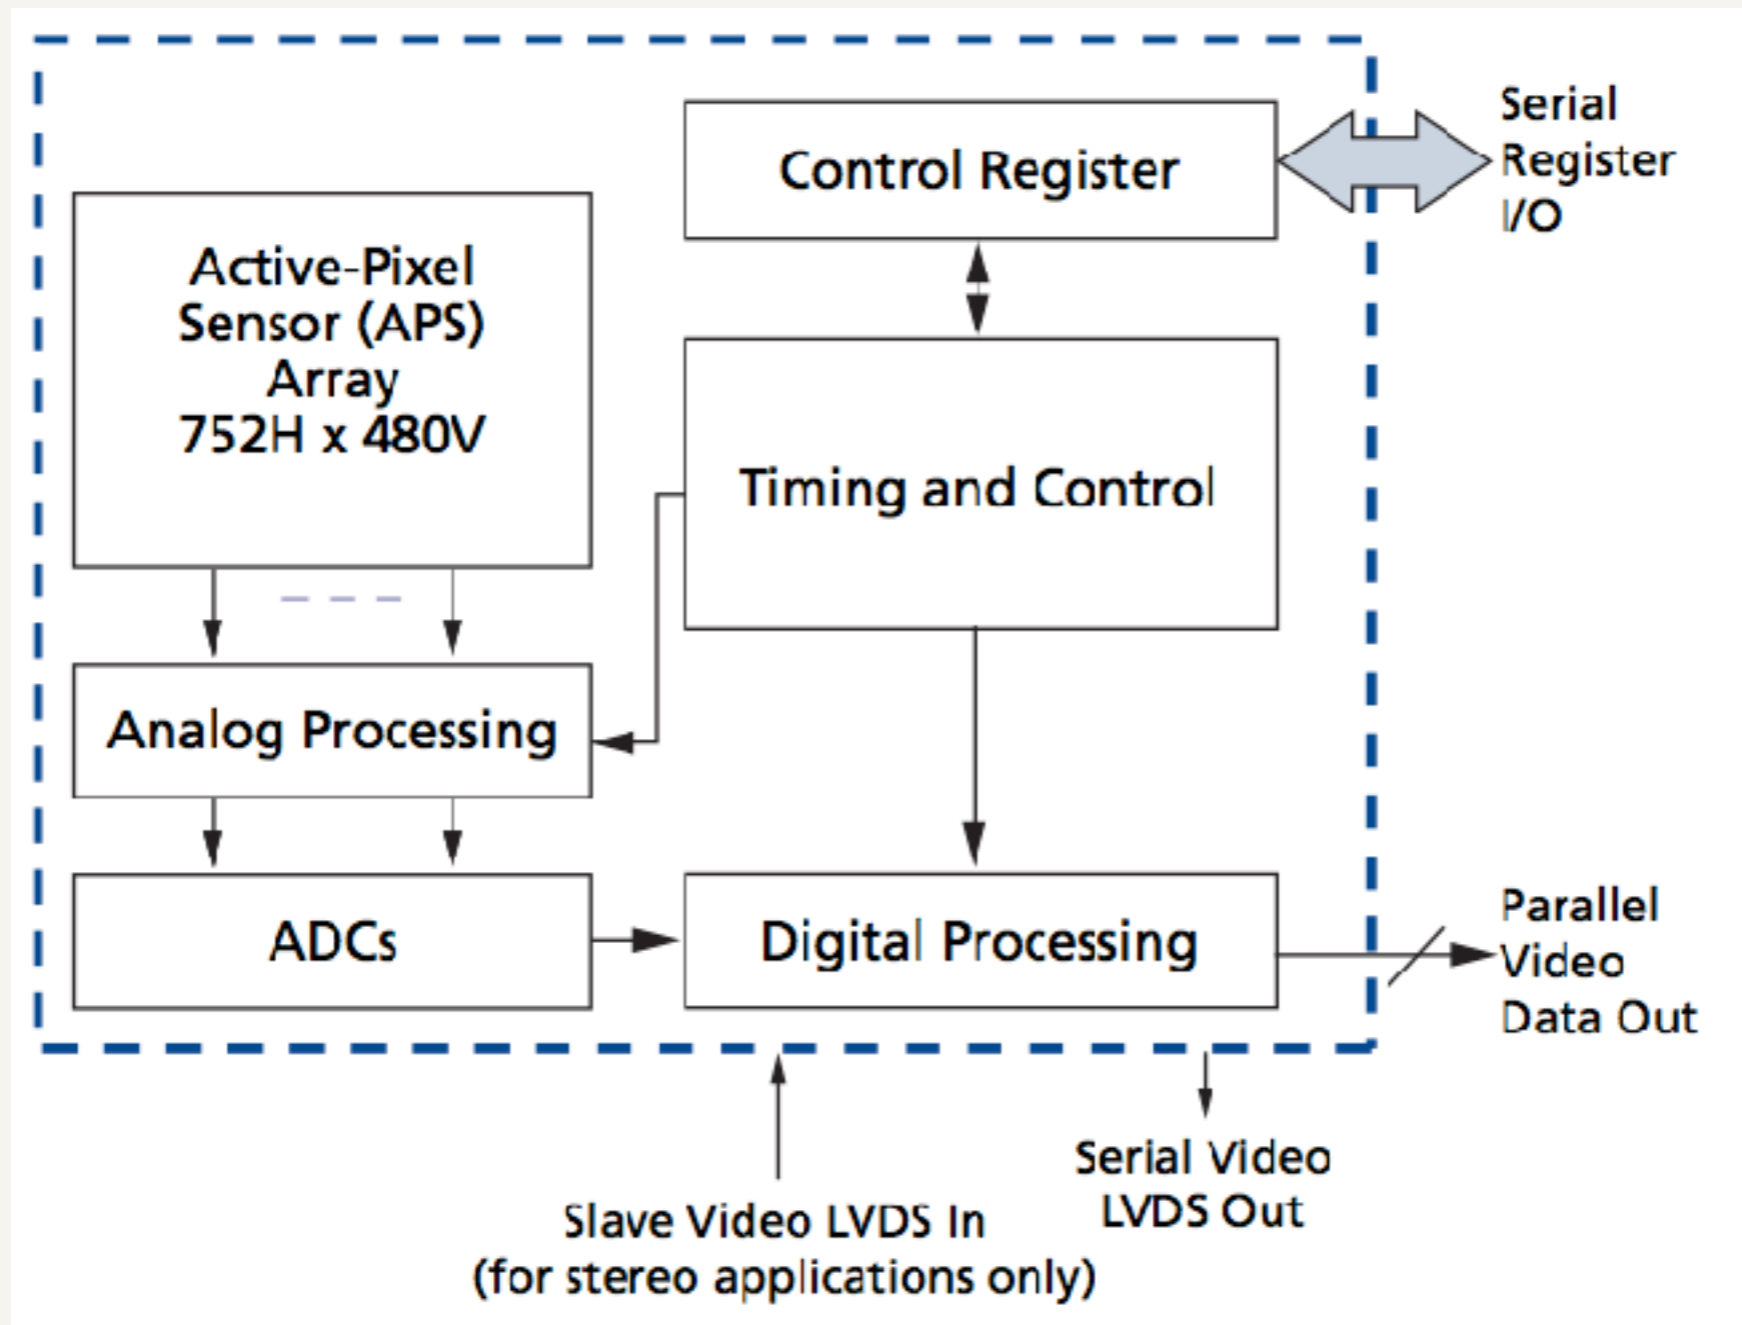 Control Register
Serial
Register
I/O
Active-Pixel
Sensor (APS)
Array
752H x 480V
Timing and Control
Analog Processing
ADCs
Digital Processing
Parallel
Video
Data Out
Serial Video
LVDS Out
Slave Video LVDS In
(for stereo applications only)